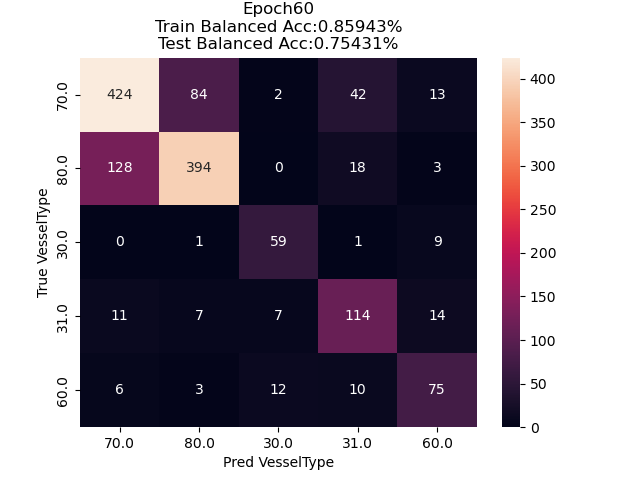 Epoch60
Train Balanced Acc:0.85943%
Test Balanced Acc:0.75431%
70.0 424 84 2 42 13
80.0 128 394 0 18 3
30.0 0 1 59 1 9
31.0 11 7 7 114 14
60.0 6 3 12 10 75
70.0 80.0 30.0 31.0 60.0
Pred VesselType
True VesselType
400
350
300
250
200
150
100
50
0